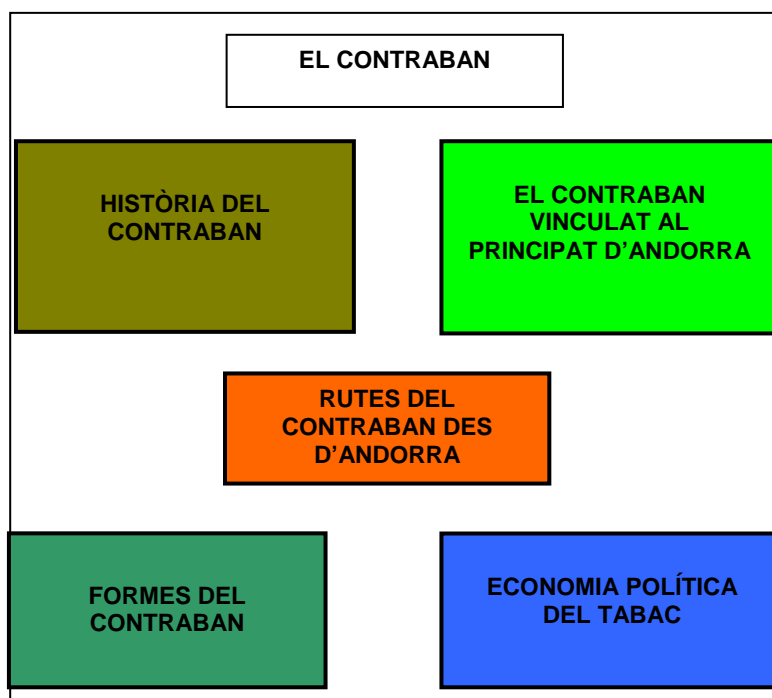 EL CONTRABAN
HISTÒRIA DEL
CONTRABAN
EL CONTRABAN
VINCULAT AL
PRINCIPAT D’ANDORRA
RUTES DEL
CONTRABAN DES
D’ANDORRA
FORMES DEL
CONTRABAN
ECONOMIA POLÍTICA
DEL TABAC